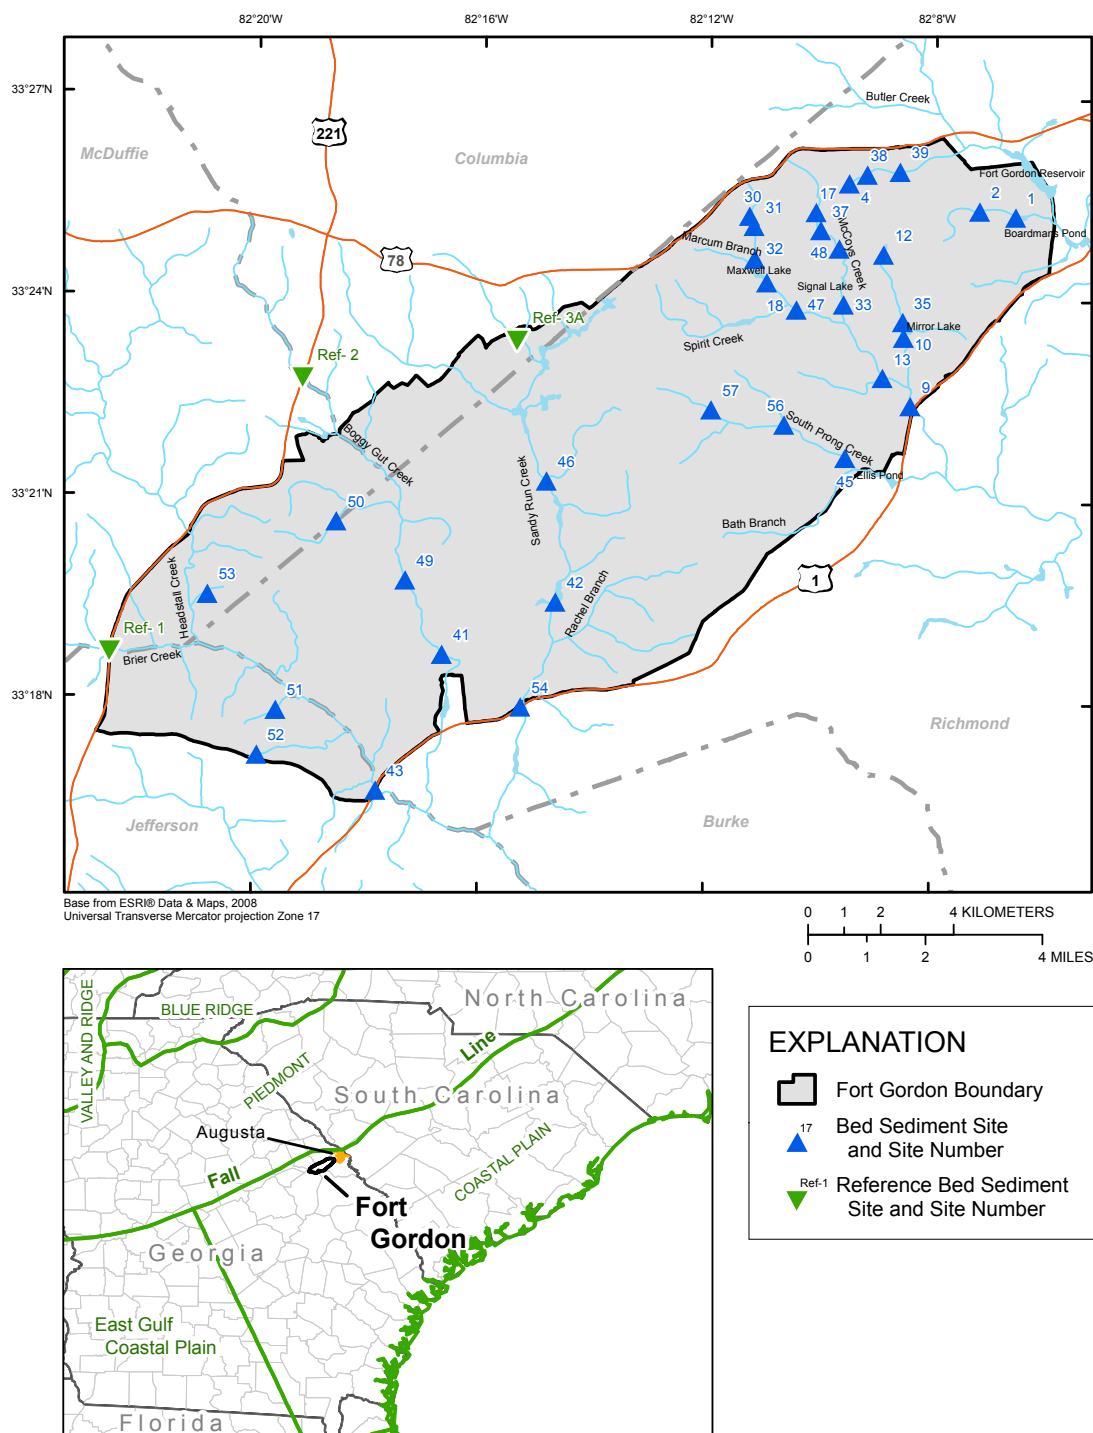 82°20'W
82°16'W
82°12'W
82°8'W
33°27'N
33°24'N
33°21'N
33°18'N
McDuffie
221
Columbia
78
Butler Creek
Fort Gordon Reservoir
Boardmans Pond
39
38
4
17
37
2
1
12
30
31
32
48
McCoys Creek
Marcum Branch
Maxwell Lake
Signal Lake
18
47
33
35
Mirror Lake
10
Spirit Creek
13
9
Ref- 3A
Ref- 2
57
56
South Prong Creek
45
Ellis Pond
Bath Branch
Boggy Gut Creek
46
Sandy Run Creek
50
49
53
Headstall Creek
42
Rachel Branch
1
Ref- 1
Brier Creek
41
51
54
52
43
Richmond
Jefferson
Burke
Base from ESRI® Data & Maps, 2008
Universal Transverse Mercator projection Zone 17
0 1 2 4 KILOMETERS
0 1 2 4 MILES
VALLEY AND RIDGE
BLUE RIDGE
PIEDMONT
North Carolina
South Carolina
Fall
Line
Augusta
COASTAL PLAIN
Fort
Gordon
Georgia
East Gulf
Coastal Plain
Florida
EXPLANATION
Fort Gordon Boundary
17
Bed Sediment Site
and Site Number
Ref-1
Reference Bed Sediment
Site and Site Number